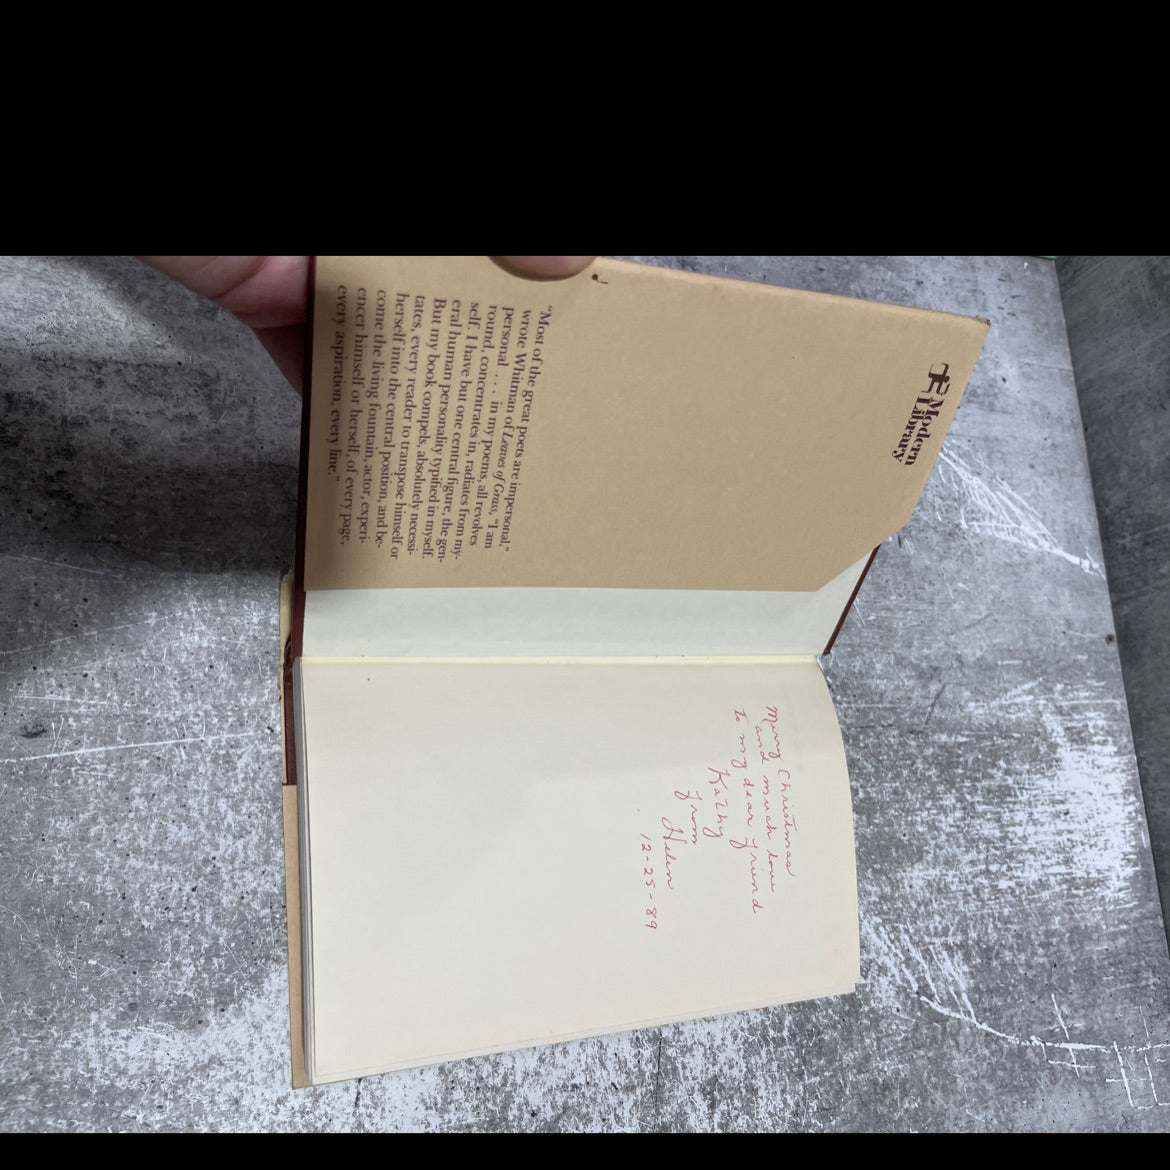 Modern
Library
"Most of the great poets are impersonal,"
wrote Whitman of Leaves of Grass, "I am
personal . . . in my poems, all revolves
round, concentrates in, radiates from my-
self. I have but one central figure, the gen-
eral human personality typified in myself.
But my book compels, absolutely necessi-
tates, every reader to transpose himself or
herself into the central position, and be-
come the living fountain, actor, experi-
encer himself or herself, of every page,
every aspiration, every line."
Merry Christmas
and much love
to my dear friend
Kathy
from
Helen
12-25-89